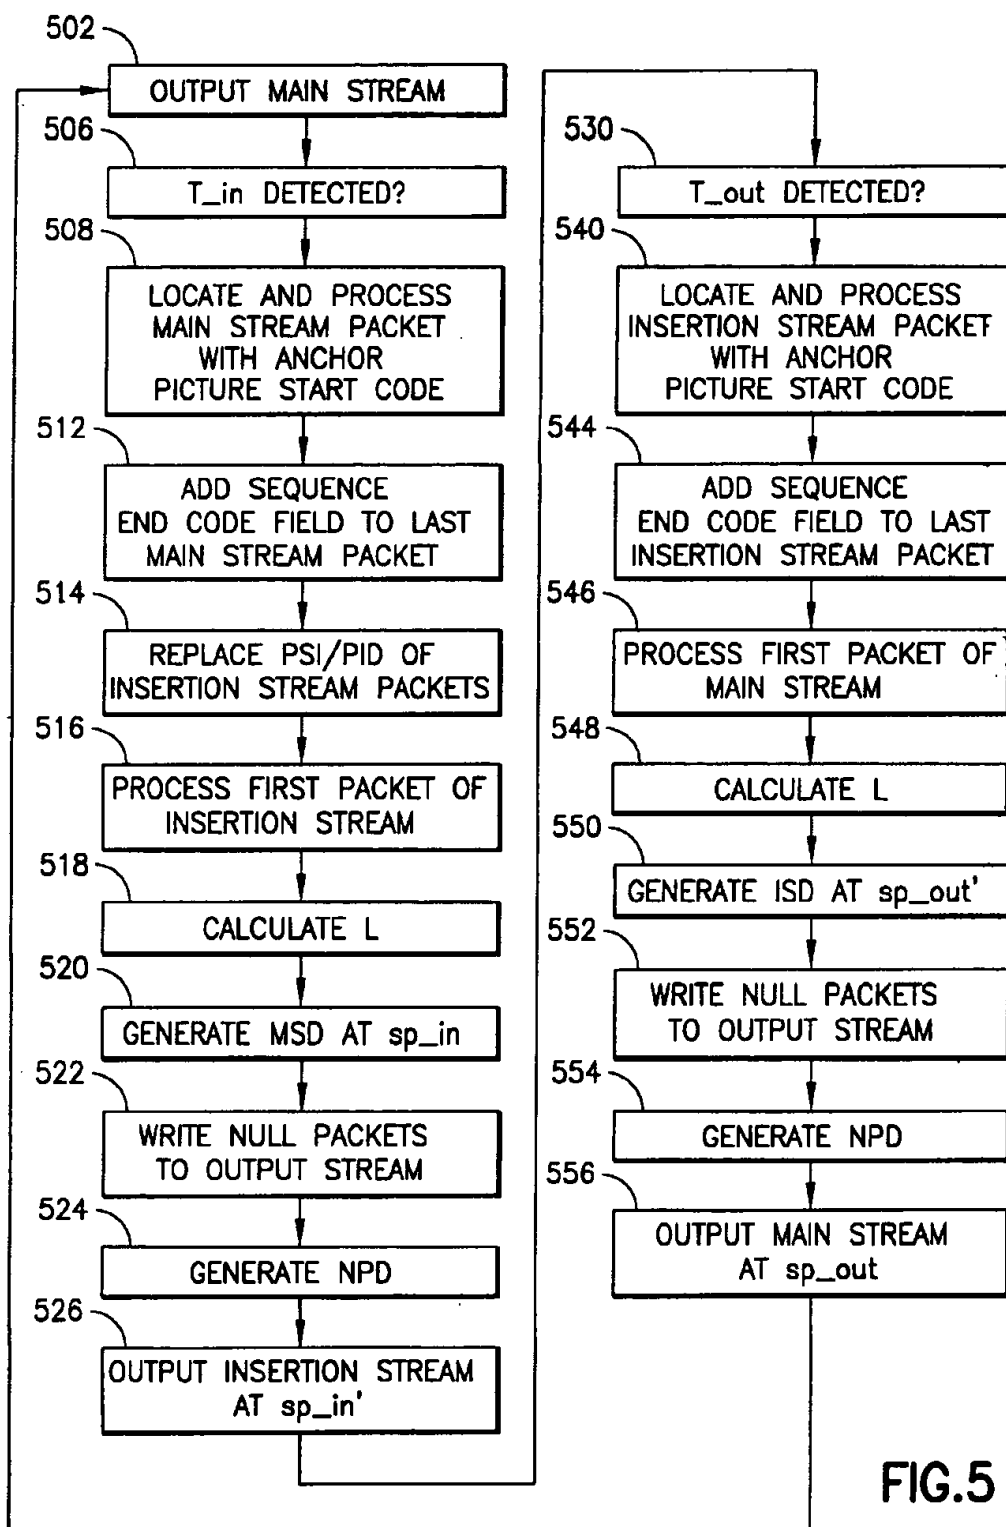 502
OUTPUT MAIN STREAM
506
T_in DETECTED?
508
LOCATE AND PROCESS
MAIN STREAM PACKET
WITH ANCHOR
PICTURE START CODE
512
ADD SEQUENCE
END CODE FIELD TO LAST
MAIN STREAM PACKET
514
REPLACE PSI/PID OF
INSERTION STREAM PACKETS
516
PROCESS FIRST PACKET OF
INSERTION STREAM
518
CALCULATE L
520
GENERATE MSD AT sp_in
522
WRITE NULL PACKETS
TO OUTPUT STREAM
524
GENERATE NPD
526
OUTPUT INSERTION STREAM
AT sp_in'
530
T_out DETECTED?
540
LOCATE AND PROCESS
INSERTION STREAM PACKET
WITH ANCHOR
PICTURE START CODE
544
ADD SEQUENCE
END CODE FIELD TO LAST
INSERTION STREAM PACKET
546
PROCESS FIRST PACKET OF
MAIN STREAM
548
CALCULATE L
550
GENERATE ISD AT sp_out'
552
WRITE NULL PACKETS
TO OUTPUT STREAM
554
GENERATE NPD
556
OUTPUT MAIN STREAM
AT sp_out
FIG.5